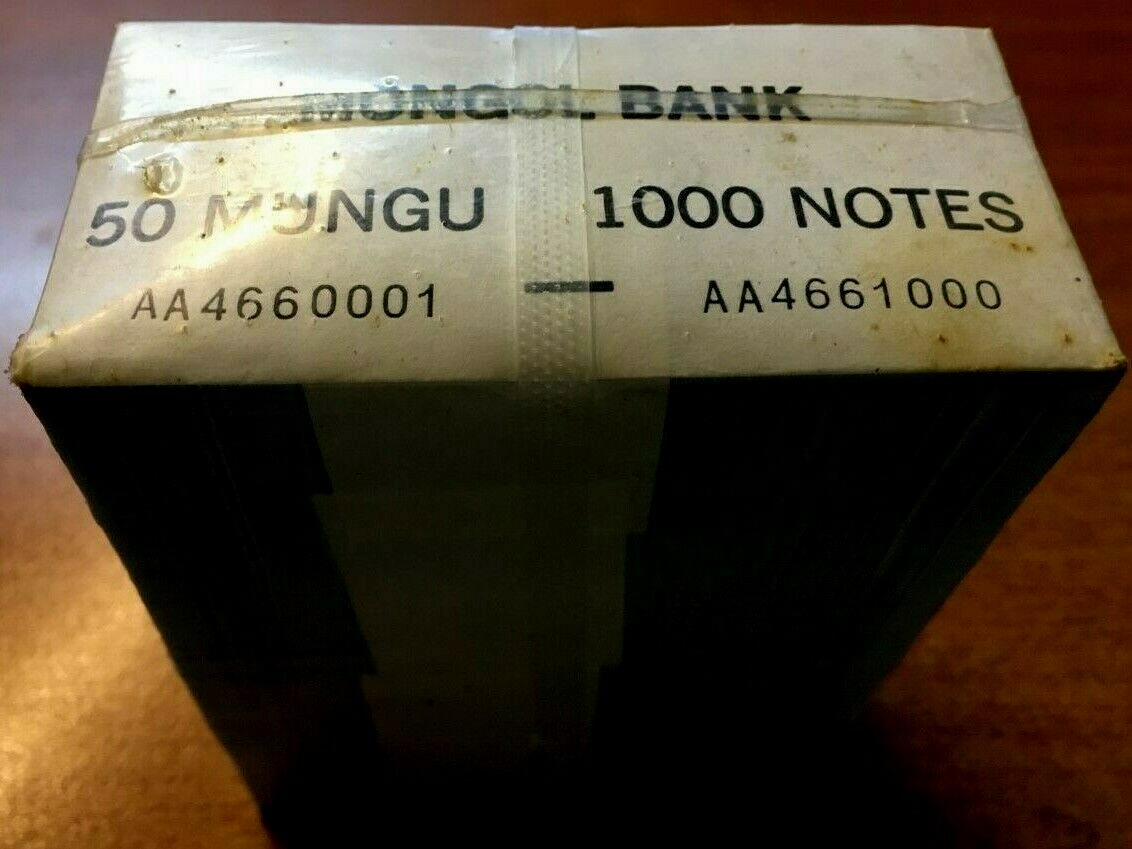 MONGOL BANK
50 MUNGU 1000 NOTES
AA4660001 — AA4661000